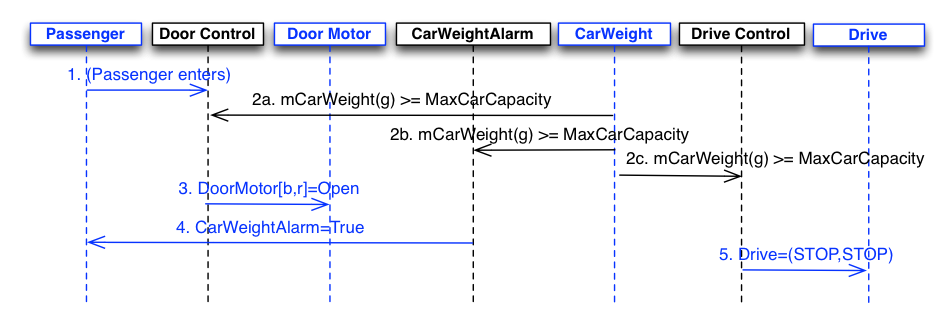 Passenger
Door Control
Door Motor
CarWeightAlarm
CarWeight
Drive Control
Drive
1. (Passenger enters)
2a. mCarWeight(g) >= MaxCarCapacity
2b. mCarWeight(g) >= MaxCarCapacity
2c. mCarWeight(g) >= MaxCarCapacity
3. DoorMotor[b,r]=Open
4. CarWeightAlarm=True
5. Drive=(STOP,STOP)